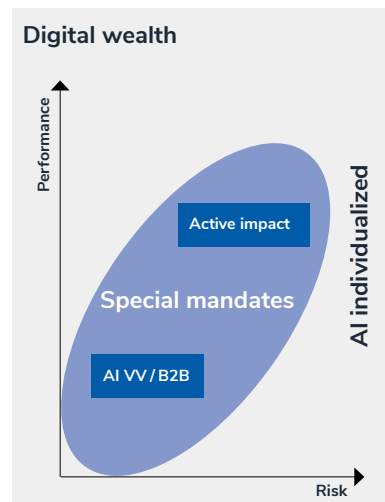 Digital wealth
Performance
Active impact
AI individualized
Special mandates
AI VV / B2B
Risk